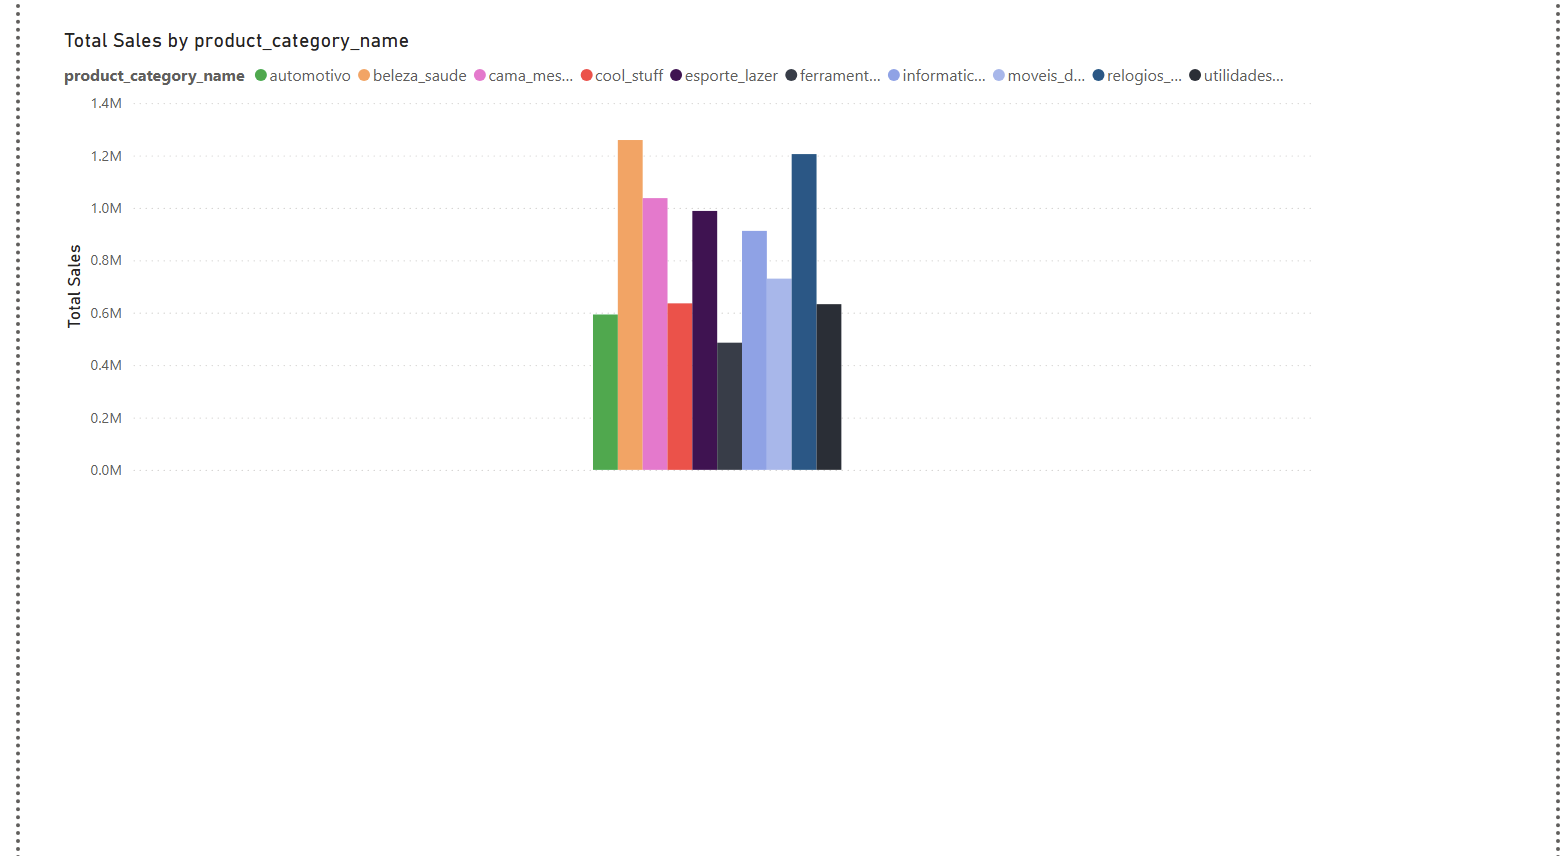 Total Sales by product_category_name
product_category_name automotivo beleza_saude cama_mes... cool_stuff esporte_lazer ferrament... informatic... moveis_d... relogios_... utilidades...
1.4M
1.2M
1.0M
0.8M
0.6M
0.4M
0.2M
0.0M
Total Sales